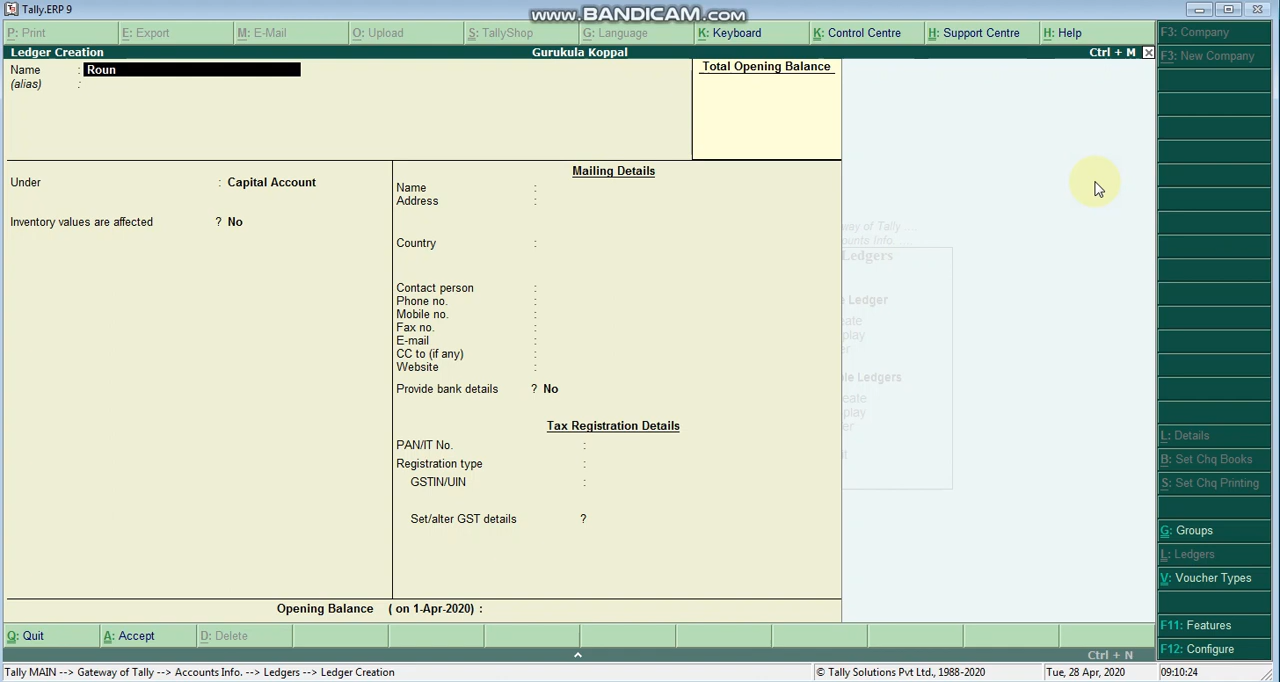 Tally.ERP 9
www.BANDICAM.com
P: Print E: Export M: E-Mail O: Upload S: TallyShop G: Language K: Keyboard K: Control Centre H: Support Centre H: Help
F3: Company
Ledger Creation Gurukula Koppal Ctrl + M
F3: New Company
Name : Roun
(alias) :
Total Opening Balance
Under : Capital Account
Inventory values are affected ? No
Mailing Details
Name :
Address :
Country :
Contact person :
Phone no. :
Mobile no. :
Fax no. :
E-mail :
CC to (if any) :
Website :
Provide bank details ? No
Tax Registration Details
PAN/IT No. :
Registration type :
GSTIN/UIN :
Set/alter GST details ?
Opening Balance ( on 1-Apr-2020) :
Ledgers
L: Details
B: Set Chq Books
S: Set Chq Printing
G: Groups
L: Ledgers
V: Voucher Types
F11: Features
F12: Configure
Q: Quit A: Accept D: Delete
Ctrl + N
Tally MAIN --> Gateway of Tally --> Accounts Info. --> Ledgers --> Ledger Creation © Tally Solutions Pvt Ltd., 1988-2020 Tue, 28 Apr, 2020 09:10:24